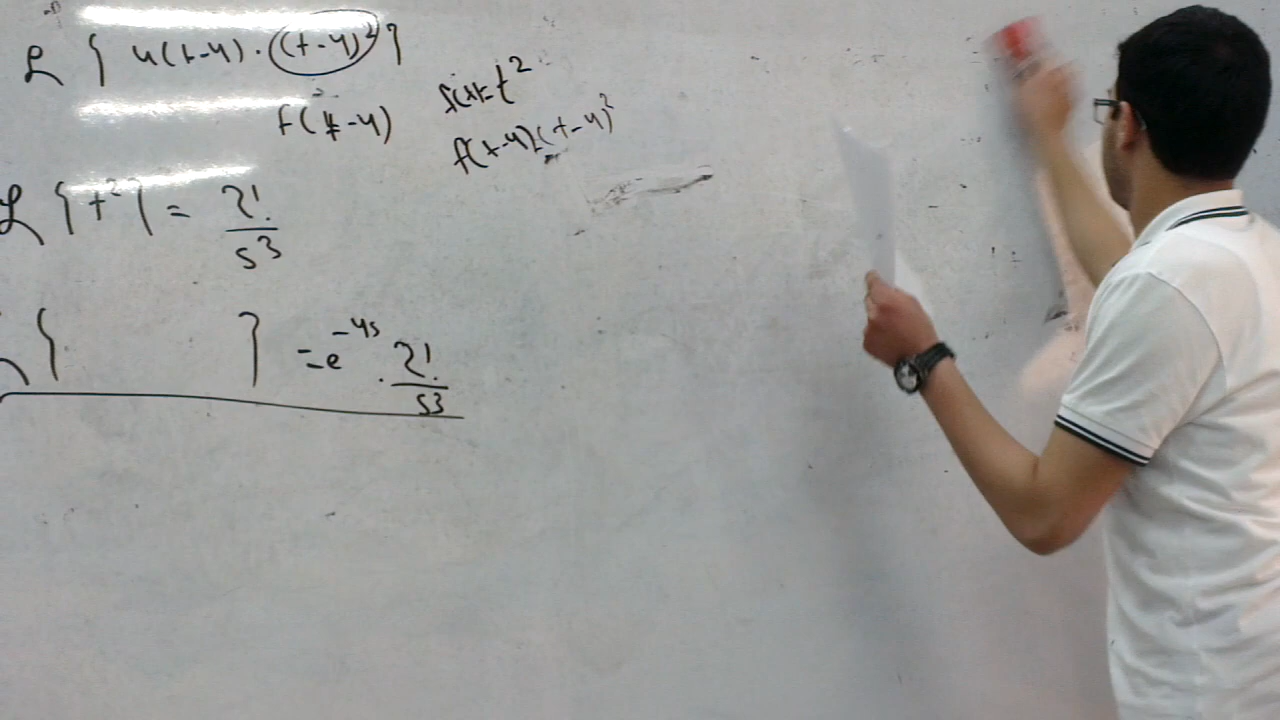 ℒ { u(t-4) · (t-4)² }
f(t-4)
f(t)=t²
f(t-4)=(t-4)²
ℒ {t²} = 2!/s³
ℒ { } = e^-4s · 2!/s³